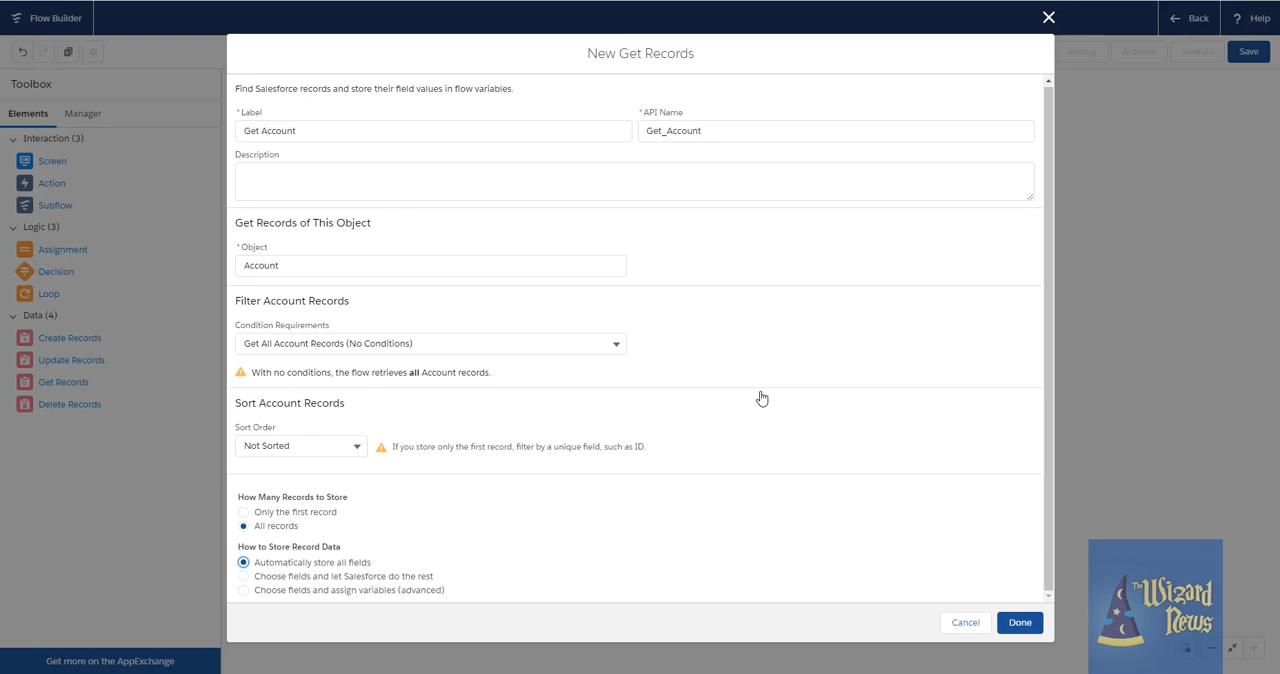 Flow Builder
Back
? Help
New Get Records
Debug
Activate
Save As
Save
Toolbox
Elements
Manager
Interaction (3)
Screen
Action
Subflow
Logic (3)
Assignment
Decision
Loop
Data (4)
Create Records
Update Records
Get Records
Delete Records
Get more on the AppExchange
Find Salesforce records and store their field values in flow variables.
* Label
* API Name
Get Account
Get_Account
Description
Get Records of This Object
* Object
Account
Filter Account Records
Condition Requirements
Get All Account Records (No Conditions)
With no conditions, the flow retrieves all Account records.
Sort Account Records
Sort Order
Not Sorted
If you store only the first record, filter by a unique field, such as ID.
How Many Records to Store
Only the first record
All records
How to Store Record Data
Automatically store all fields
Choose fields and let Salesforce do the rest
Choose fields and assign variables (advanced)
Cancel
Done
The
Wizard
News